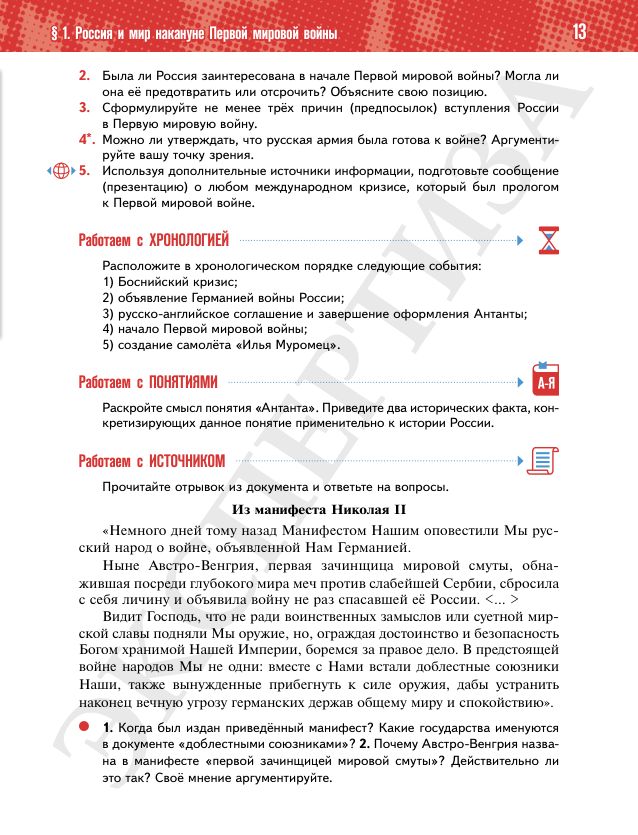 § 1. Россия и мир накануне Первой мировой войны 13
2. Была ли Россия заинтересована в начале Первой мировой войны? Могла ли
она её предотвратить или отсрочить? Объясните свою позицию.
3. Сформулируйте не менее трёх причин (предпосылок) вступления России
в Первую мировую войну.
4*. Можно ли утверждать, что русская армия была готова к войне? Аргументи-
руйте вашу точку зрения.
5. Используя дополнительные источники информации, подготовьте сообщение
(презентацию) о любом международном кризисе, который был прологом
к Первой мировой войне.
Работаем с ХРОНОЛОГИЕЙ
Расположите в хронологическом порядке следующие события:
1) Боснийский кризис;
2) объявление Германией войны России;
3) русско-английское соглашение и завершение оформления Антанты;
4) начало Первой мировой войны;
5) создание самолёта «Илья Муромец».
Работаем с ПОНЯТИЯМИ
А-Я
Раскройте смысл понятия «Антанта». Приведите два исторических факта, кон-
кретизирующих данное понятие применительно к истории России.
Работаем с ИСТОЧНИКОМ
Прочитайте отрывок из документа и ответьте на вопросы.
Из манифеста Николая II
«Немного дней тому назад Манифестом Нашим оповестили Мы рус-
ский народ о войне, объявленной Нам Германией.
Ныне Австро-Венгрия, первая зачинщица мировой смуты, обна-
жившая посреди глубокого мира меч против слабейшей Сербии, сбросила
с себя личину и объявила войну не раз спасавшей её России. <... >
Видит Господь, что не ради воинственных замыслов или суетной мир-
ской славы подняли Мы оружие, но, ограждая достоинство и безопасность
Богом хранимой Нашей Империи, боремся за правое дело. В предстоящей
войне народов Мы не одни: вместе с Нами встали доблестные союзники
Наши, также вынужденные прибегнуть к силе оружия, дабы устранить
наконец вечную угрозу германских держав общему миру и спокойствию».
1. Когда был издан приведённый манифест? Какие государства именуются
в документе «доблестными союзниками»? 2. Почему Австро-Венгрия назва-
на в манифесте «первой зачинщицей мировой смуты»? Действительно ли
это так? Своё мнение аргументируйте.
ЭКСПЕРТИЗА